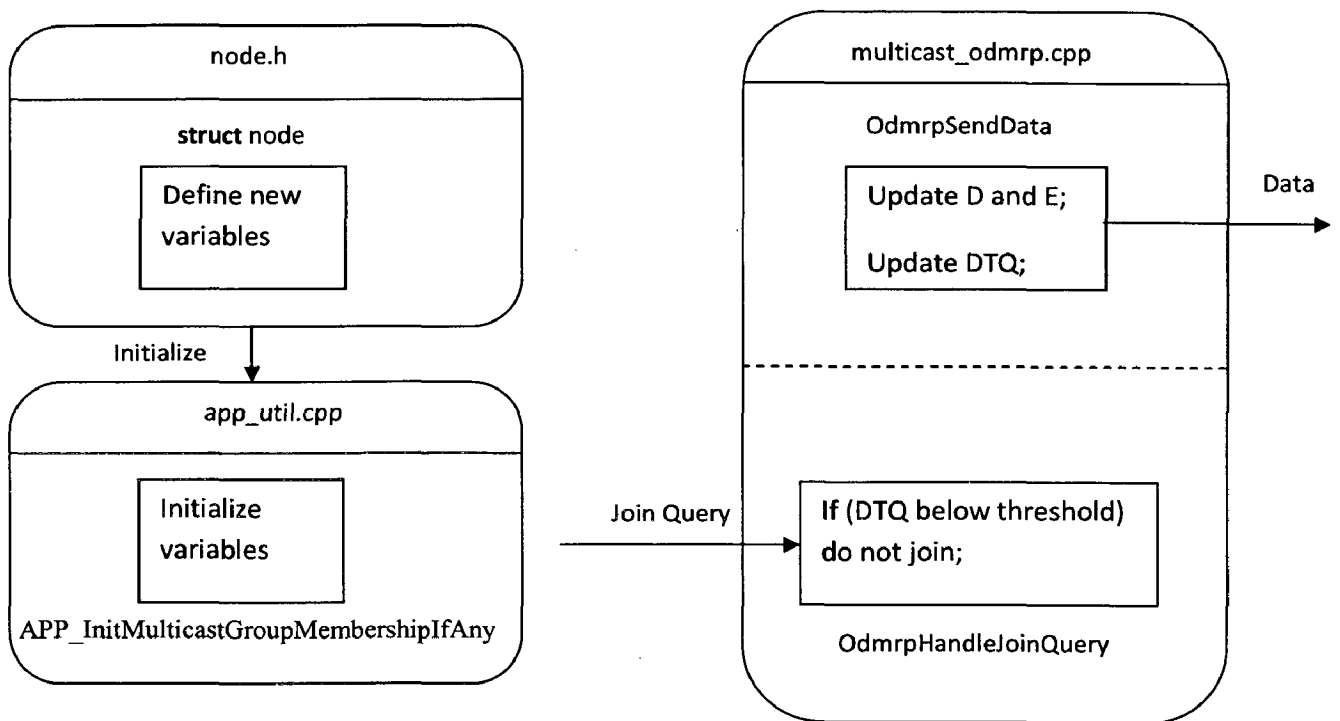 node.h
struct node
Define new
variables
Initialize
app_util.cpp
Initialize
variables
APP_InitMulticastGroupMembershipIfAny
multicast_odmrp.cpp
OdmrpSendData
Update D and E;
Update DTQ;
Data
Join Query
If (DTQ below threshold)
do not join;
OdmrpHandleJoinQuery